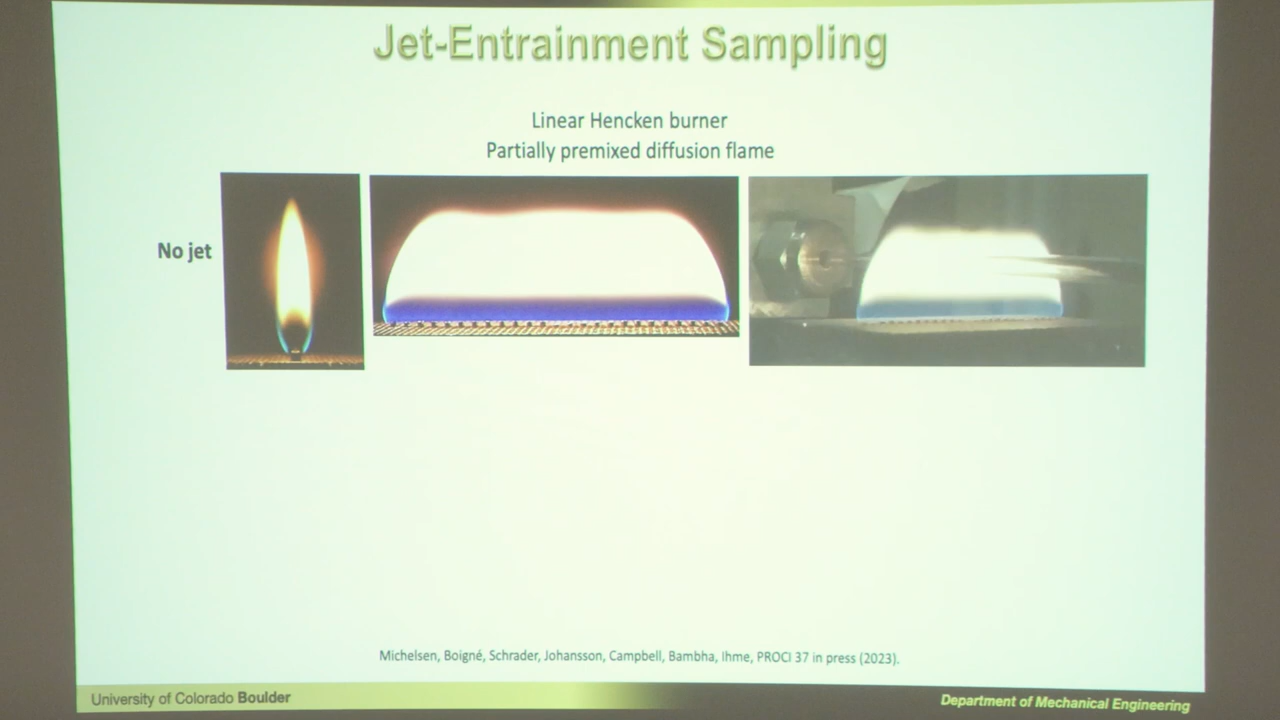 Jet-Entrainment Sampling
Linear Hencken burner
Partially premixed diffusion flame
No jet
Michelsen, Boigné, Schrader, Johansson, Campbell, Bambha, Ihme, PROCI 37 in press (2023).
University of Colorado Boulder
Department of Mechanical Engineering